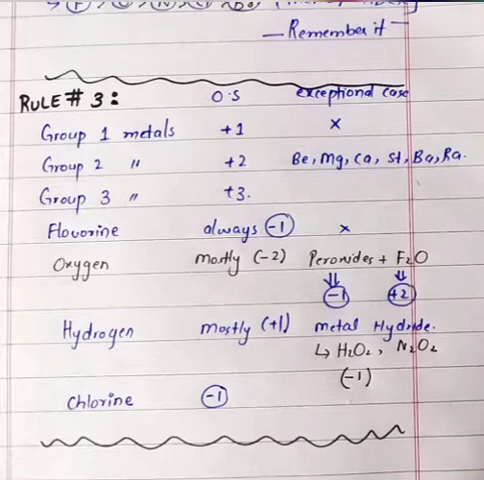 Remember it
RULE # 3: O.S exceptional case
Group 1 metals +1 ×
Group 2 " +2 Be, Mg, Ca, St, Ba, Ra.
Group 3 " +3.
Flourine always -1 ×
Oxygen mostly (-2) Peroxides + F2O
⇓ ⇓
-1 +2
Hydrogen mostly (+1) metal Hydride.
↳ H2O2, N2O2
(-1)
Chlorine -1